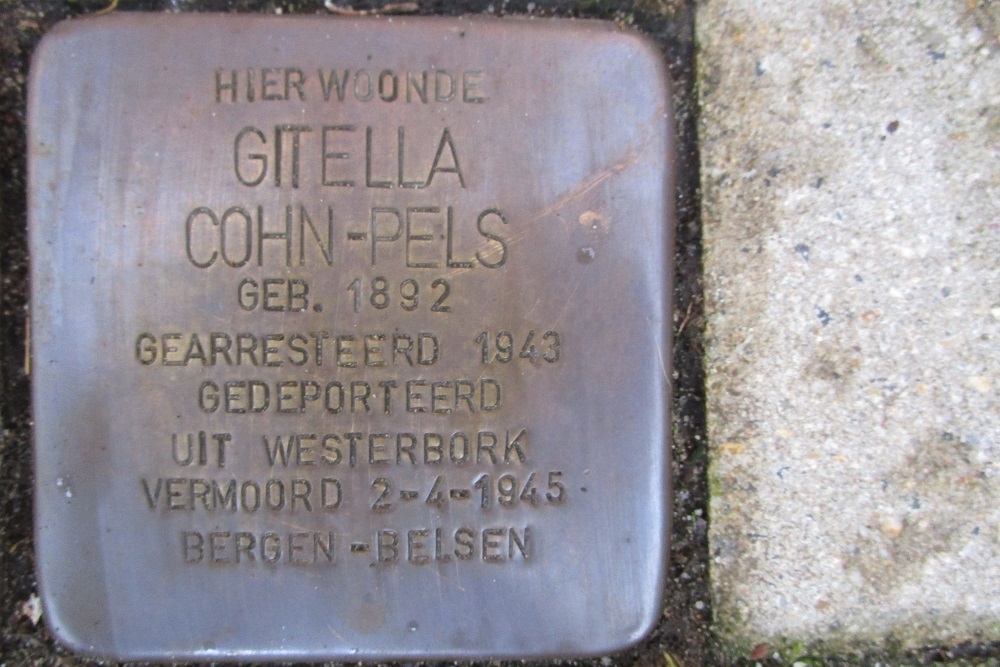 HIER WOONDE
GITELLA
COHN-PELS
GEB. 1892
GEARRESTEERD 1943
GEDEPORTEERD
UIT WESTERBORK
VERMOORD 2-4-1945
BERGEN-BELSEN